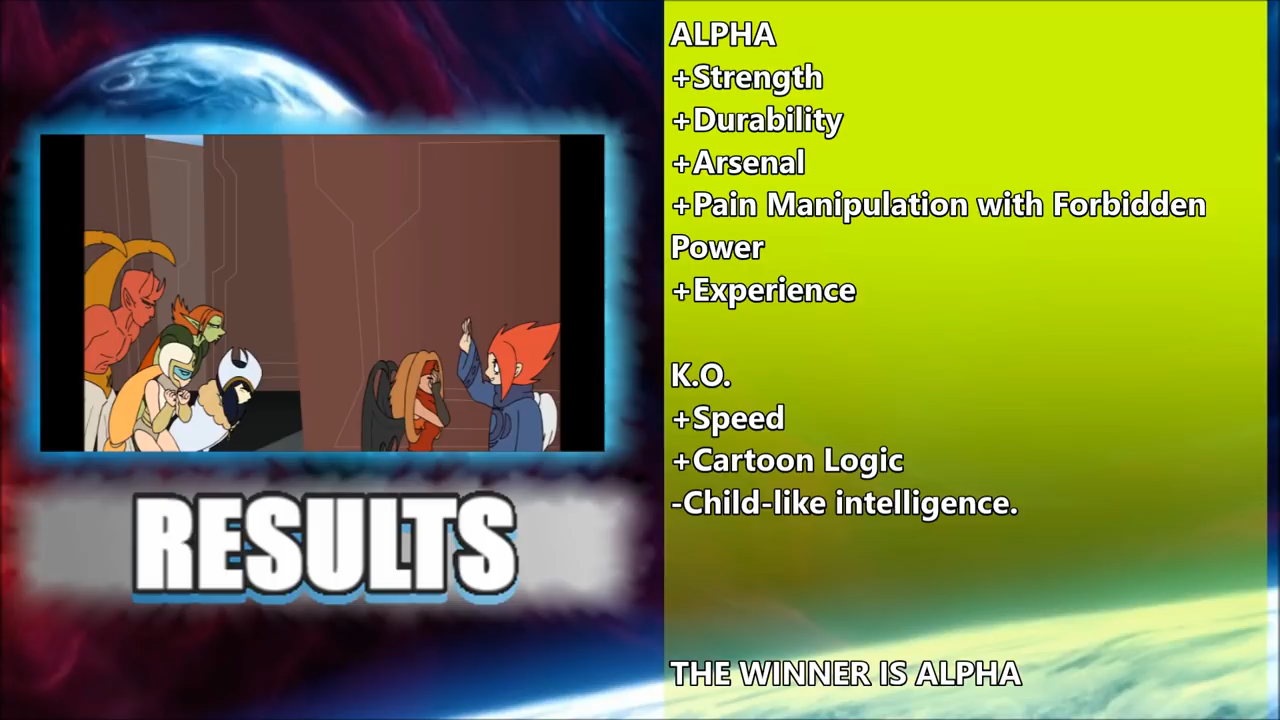 ALPHA
+Strength
+Durability
+Arsenal
+Pain Manipulation with Forbidden
Power
+Experience
K.O.
+Speed
+Cartoon Logic
-Child-like intelligence.
THE WINNER IS ALPHA
RESULTS